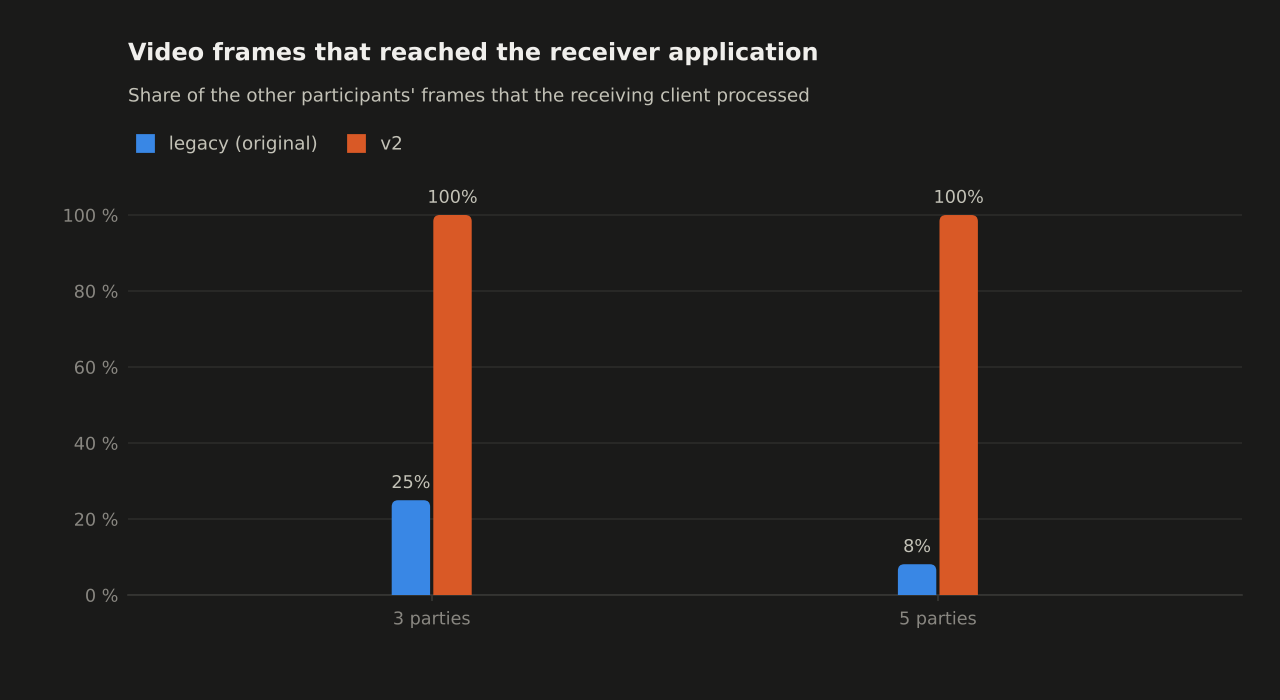 Video frames that reached the receiver application
Share of the other participants' frames that the receiving client processed
legacy (original) v2
100% 100%
100 %
80 %
60 %
40 %
25%
20 %
8%
0 %
3 parties 5 parties